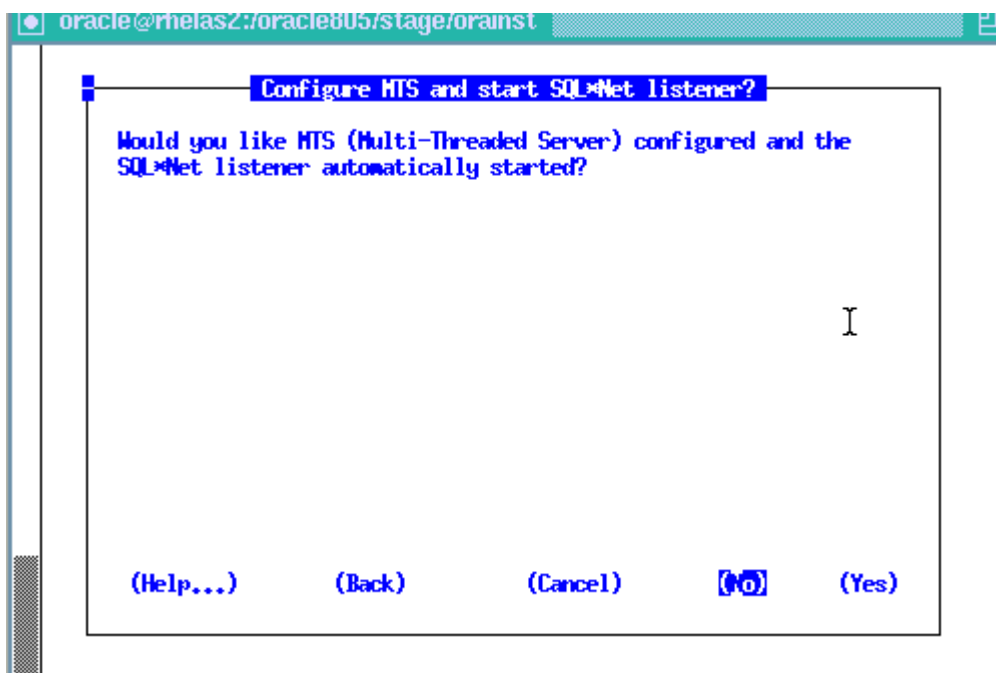 oracle@rhelas2:/oracle805/stage/orainst
Configure MTS and start SQL*Net listener?
Would you like MTS (Multi-Threaded Server) configured and the
SQL*Net listener automatically started?
(Help...) (Back) (Cancel) (No) (Yes)